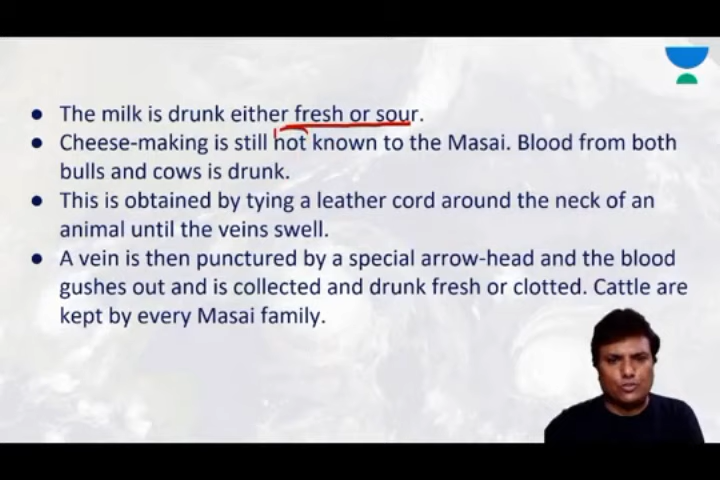 The milk is drunk either fresh or sour.
Cheese-making is still not known to the Masai. Blood from both
bulls and cows is drunk.
This is obtained by tying a leather cord around the neck of an
animal until the veins swell.
A vein is then punctured by a special arrow-head and the blood
gushes out and is collected and drunk fresh or clotted. Cattle are
kept by every Masai family.